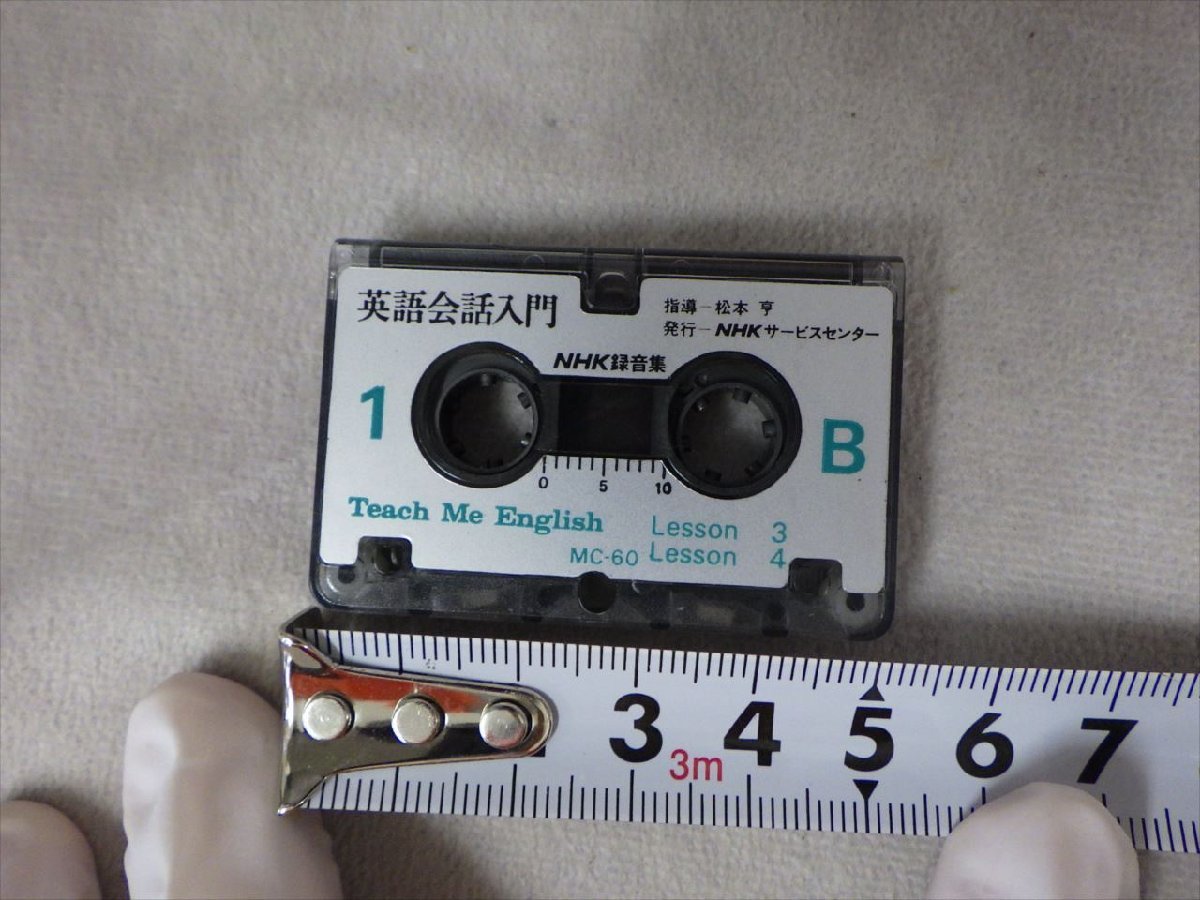 英語会話入門
指導ー松本 亨
発行ーNHKサービスセンター
NHK録音集
1
B
0 5 10
Teach Me English
Lesson 3
MC-60 Lesson 4
3 4 5 6 7
3m